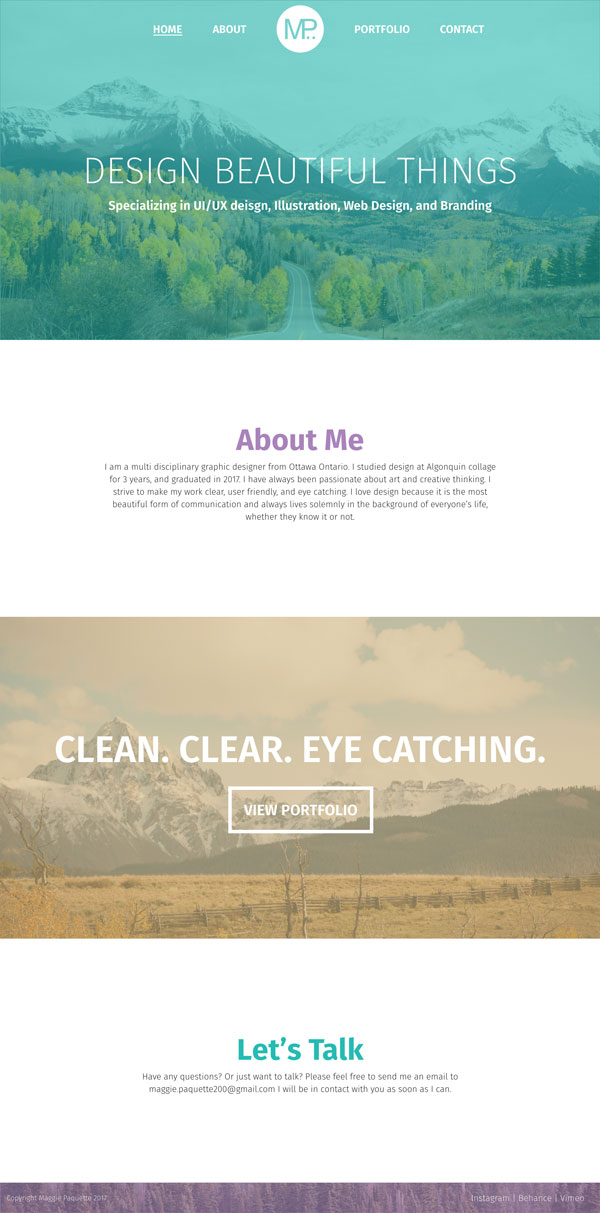 HOME ABOUT MP.. PORTFOLIO CONTACT
DESIGN BEAUTIFUL THINGS
Specializing in UI/UX deisgn, Illustration, Web Design, and Branding
About Me
I am a multi disciplinary graphic designer from Ottawa Ontario. I studied design at Algonquin collage
for 3 years, and graduated in 2017. I have always been passionate about art and creative thinking. I
strive to make my work clear, user friendly, and eye catching. I love design because it is the most
beautiful form of communication and always lives solemnly in the background of everyone's life,
whether they know it or not.
CLEAN. CLEAR. EYE CATCHING.
VIEW PORTFOLIO
Let's Talk
Have any questions? Or just want to talk? Please feel free to send me an email to
maggie.paquette200@gmail.com I will be in contact with you as soon as I can.
Copyright Maggie Paquette 2017 Instagram | Behance | Vimeo